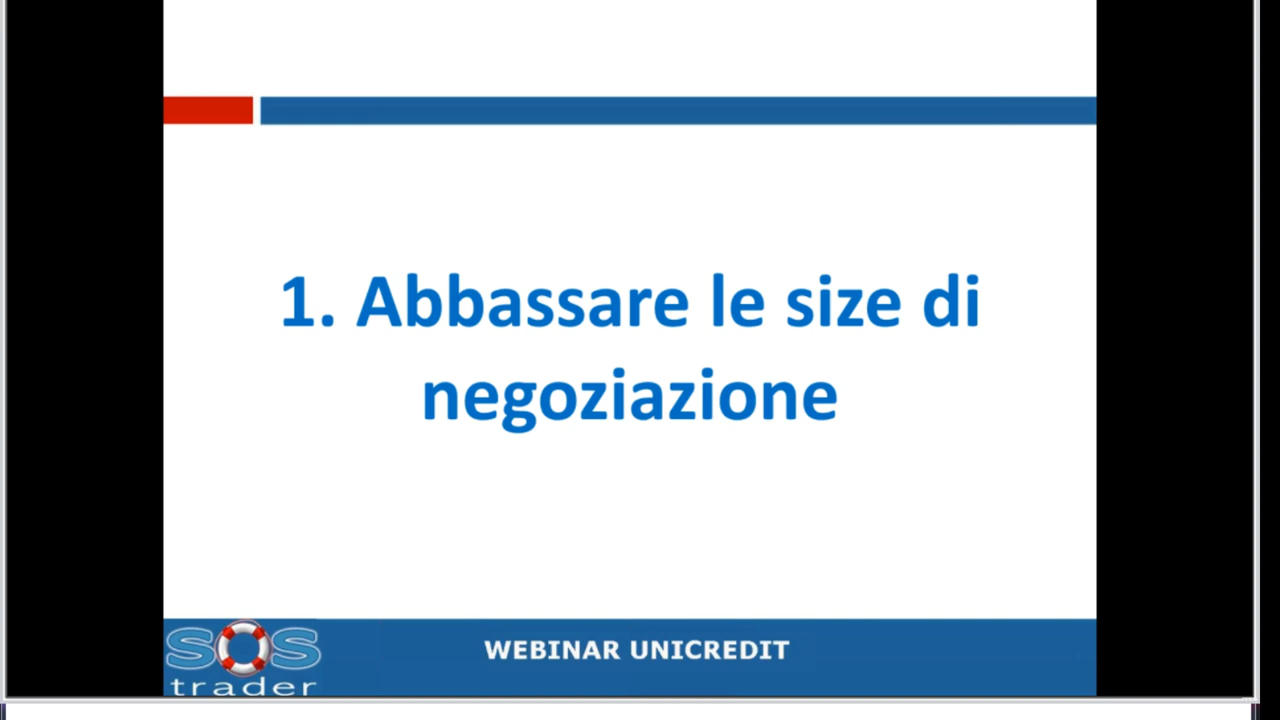 1. Abbassare le size di
negoziazione
SOS
trader
WEBINAR UNICREDIT